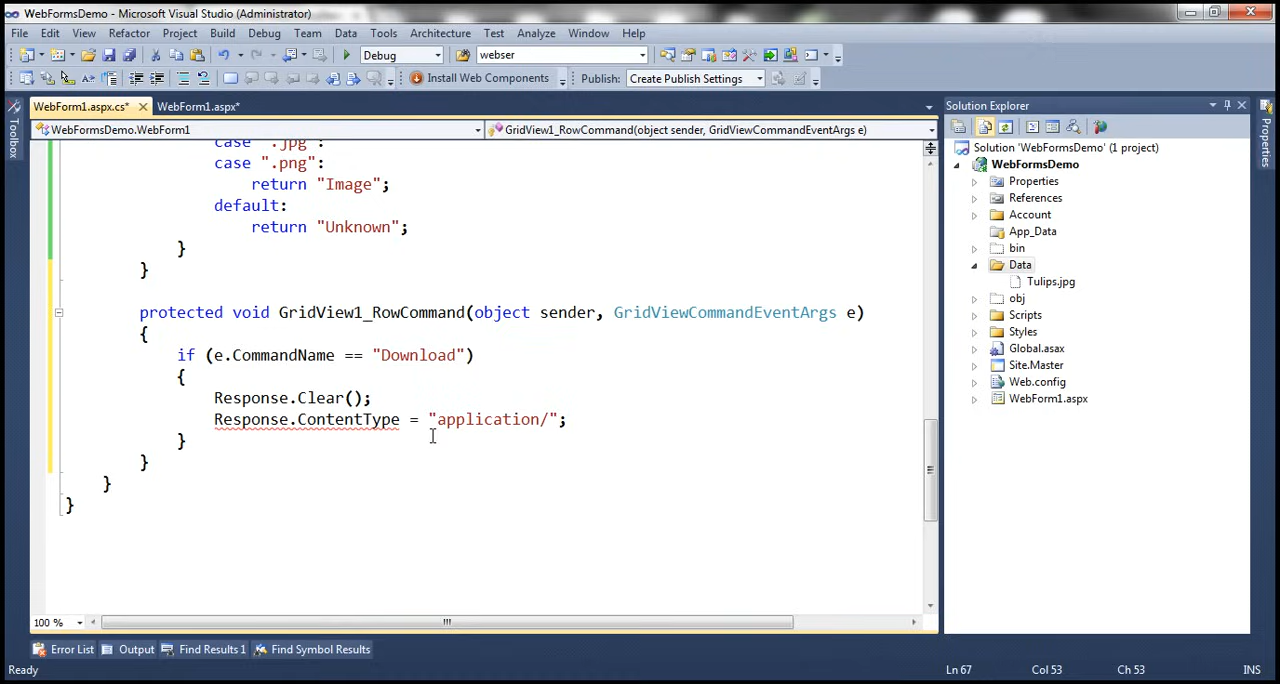 WebFormsDemo - Microsoft Visual Studio (Administrator)
File Edit View Refactor Project Build Debug Team Data Tools Architecture Test Analyze Window Help
Debug webser
Install Web Components Publish: Create Publish Settings
WebForm1.aspx.cs* WebForm1.aspx*
WebFormsDemo.WebForm1 GridView1_RowCommand(object sender, GridViewCommandEventArgs e)
Toolbox
case ".jpg":
case ".png":
return "Image";
default:
return "Unknown";
}
}
protected void GridView1_RowCommand(object sender, GridViewCommandEventArgs e)
{
if (e.CommandName == "Download")
{
Response.Clear();
Response.ContentType = "application/";
}
}
}
}
100 %
Solution Explorer
Solution 'WebFormsDemo' (1 project)
WebFormsDemo
Properties
References
Account
App_Data
bin
Data
Tulips.jpg
obj
Scripts
Styles
Global.asax
Site.Master
Web.config
WebForm1.aspx
Properties
Error List Output Find Results 1 Find Symbol Results
Ready Ln 67 Col 53 Ch 53 INS